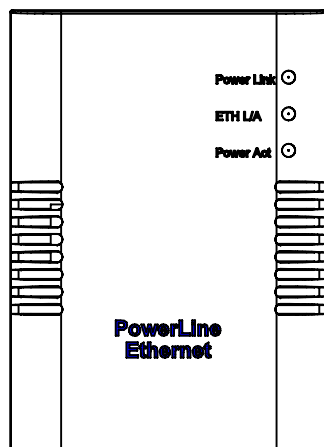 Power Link
ETH L/A
Power Act
PowerLine
Ethernet